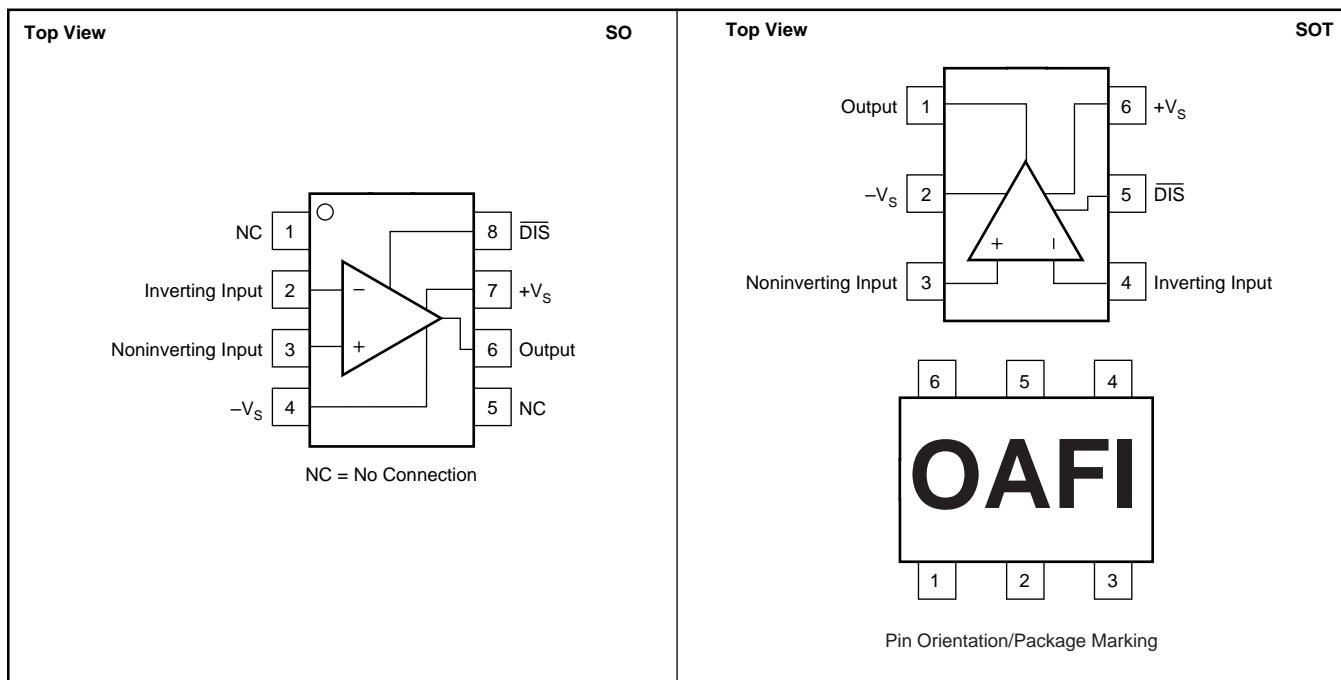 Top View
SO
NC 1
8 D̅I̅S̅
Inverting Input 2
−
7 +VS
Noninverting Input 3
+
6 Output
–VS 4
5 NC
NC = No Connection
Top View
SOT
Output 1
6 +VS
–VS 2
5 D̅I̅S̅
+
–
Noninverting Input 3
4 Inverting Input
6 5 4
OAFI
1 2 3
Pin Orientation/Package Marking